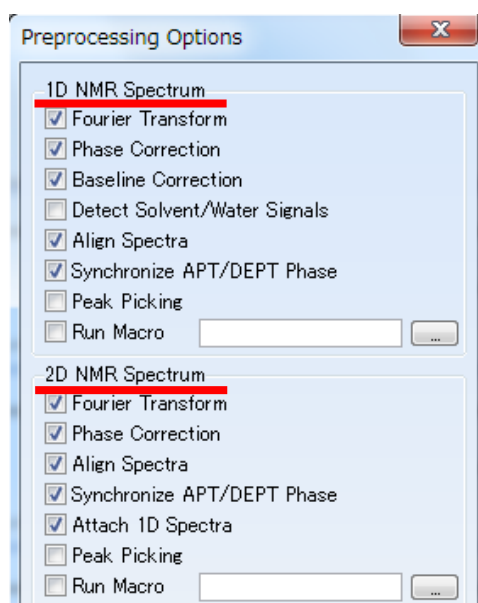 Preprocessing Options
1D NMR Spectrum
Fourier Transform
Phase Correction
Baseline Correction
Detect Solvent/Water Signals
Align Spectra
Synchronize APT/DEPT Phase
Peak Picking
Run Macro ...
2D NMR Spectrum
Fourier Transform
Phase Correction
Align Spectra
Synchronize APT/DEPT Phase
Attach 1D Spectra
Peak Picking
Run Macro ...